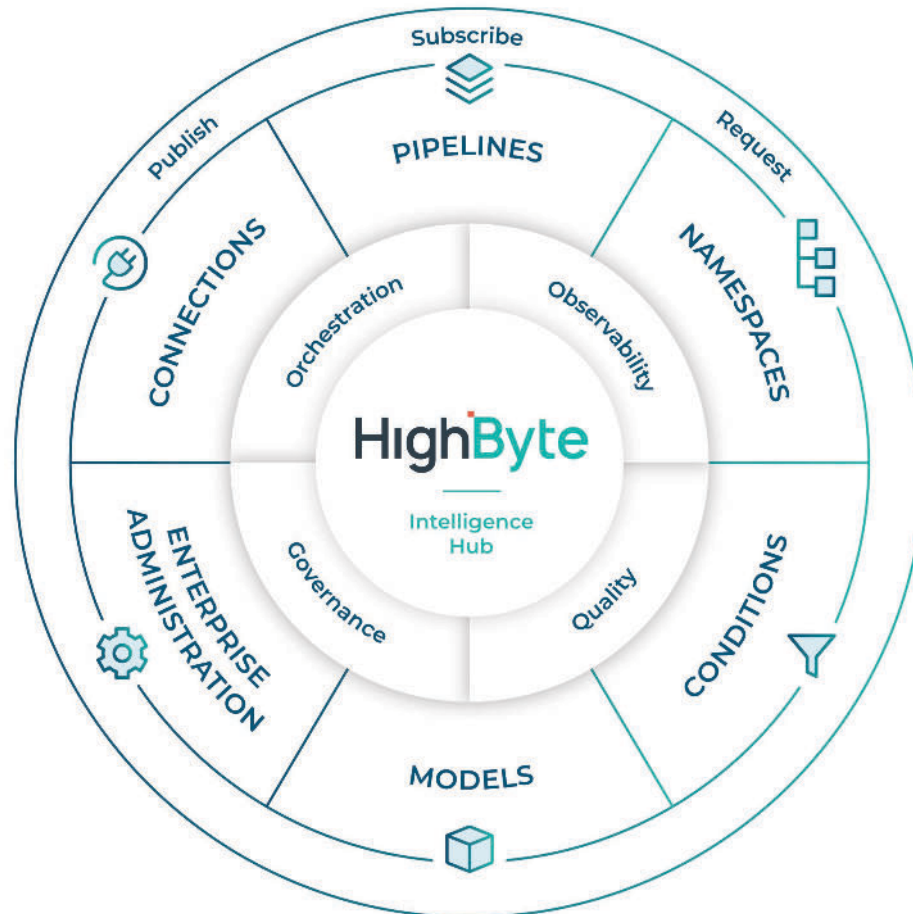 Subscribe
Publish
Request
PIPELINES
CONNECTIONS
NAMESPACES
Orchestration
Observability
HighByte
Intelligence
Hub
ENTERPRISE
ADMINISTRATION
Governance
Quality
CONDITIONS
MODELS